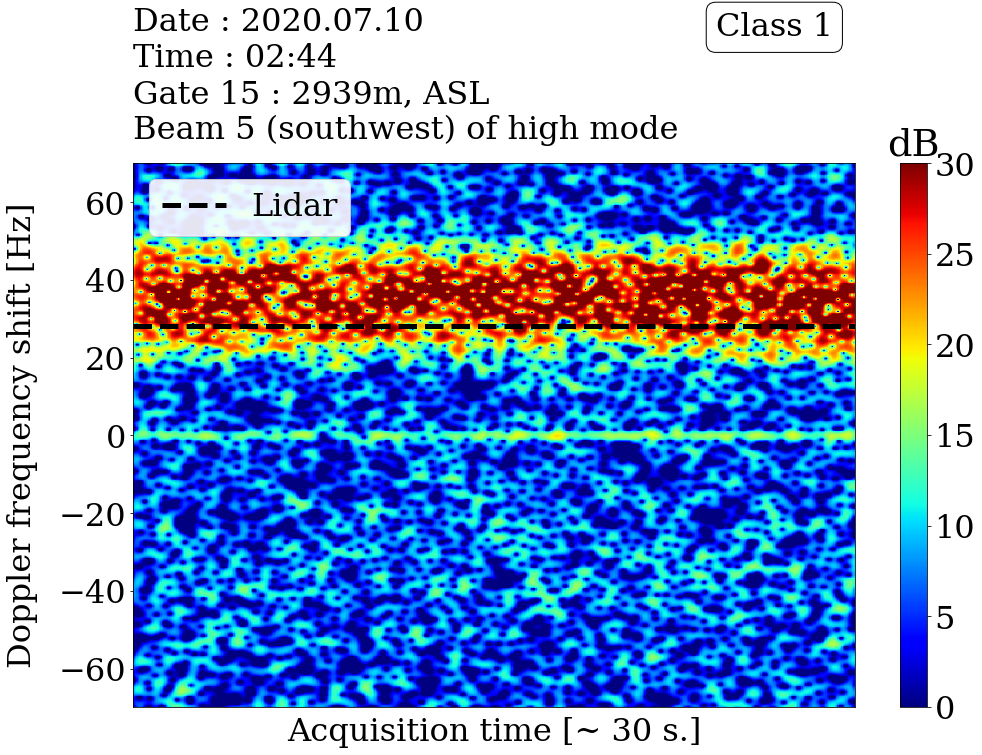 Date : 2020.07.10
Class 1
Time : 02:44
Gate 15 : 2939m, ASL
Beam 5 (southwest) of high mode
dB
Lidar
60
40
20
0
−20
−40
−60
Doppler frequency shift [Hz]
Acquisition time [~ 30 s.]
30
25
20
15
10
5
0